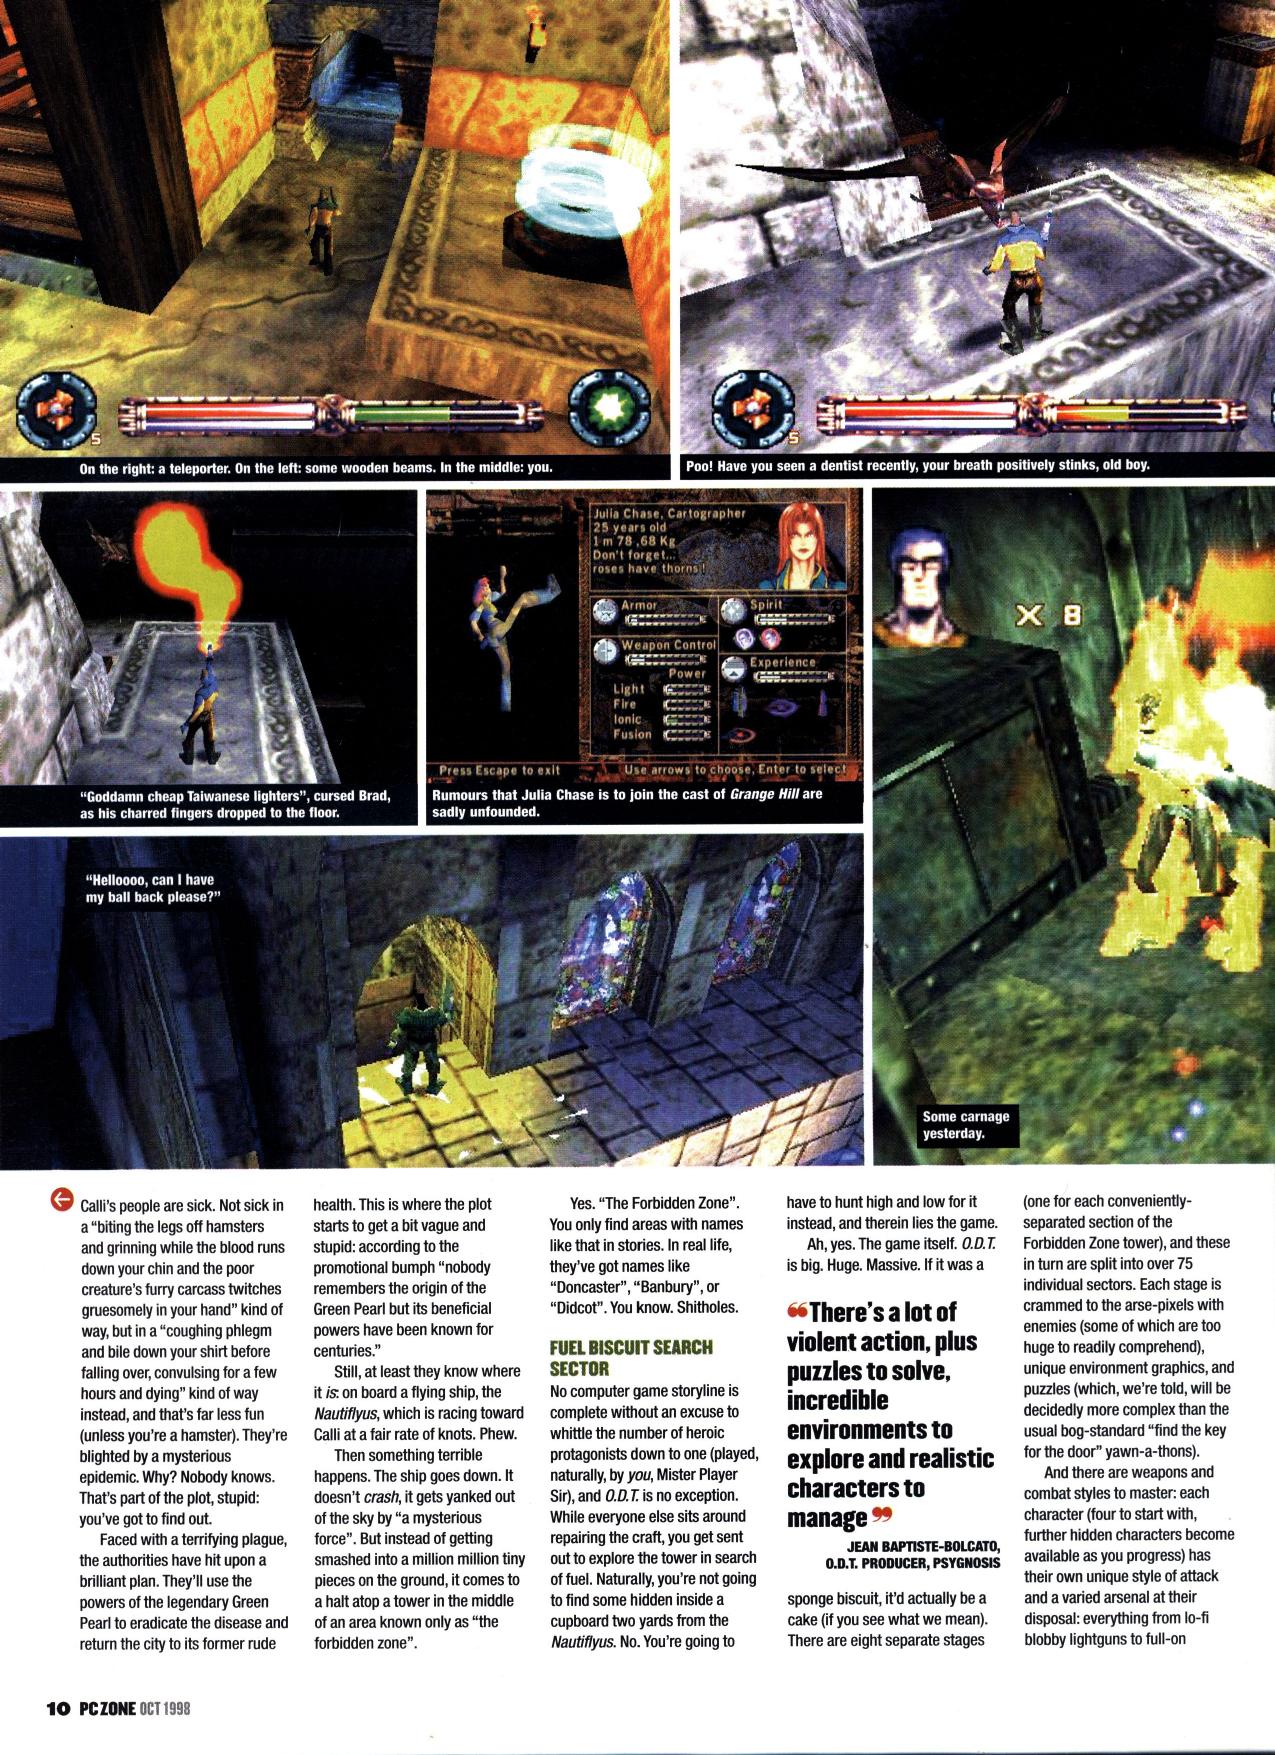 5
On the right: a teleporter. On the left: some wooden beams. In the middle: you.
5
Poo! Have you seen a dentist recently, your breath positively stinks, old boy.
“Goddamn cheap Taiwanese lighters”, cursed Brad,
as his charred fingers dropped to the floor.
Julia Chase, Cartographer
25 years old
1 m 78 ,68 Kg
Don't forget...
roses have thorns !
Armor
Spirit
Weapon Control
Power
Experience
Light
Fire
Ionic
Fusion
Press Escape to exit
Use arrows to choose, Enter to select
Rumours that Julia Chase is to join the cast of Grange Hill are
sadly unfounded.
X 8
Some carnage
yesterday.
“Helloooo, can I have
my ball back please?”
Calli's people are sick. Not sick in
a “biting the legs off hamsters
and grinning while the blood runs
down your chin and the poor
creature's furry carcass twitches
gruesomely in your hand” kind of
way, but in a “coughing phlegm
and bile down your shirt before
falling over, convulsing for a few
hours and dying” kind of way
instead, and that's far less fun
(unless you're a hamster). They're
blighted by a mysterious
epidemic. Why? Nobody knows.
That's part of the plot, stupid:
you've got to find out.
Faced with a terrifying plague,
the authorities have hit upon a
brilliant plan. They'll use the
powers of the legendary Green
Pearl to eradicate the disease and
return the city to its former rude
health. This is where the plot
starts to get a bit vague and
stupid: according to the
promotional bump “nobody
remembers the origin of the
Green Pearl but its beneficial
powers have been known for
centuries.”
Still, at least they know where
it is: on board a flying ship, the
Nautiflyus, which is racing toward
Calli at a fair rate of knots. Phew.
Then something terrible
happens. The ship goes down. It
doesn't crash, it gets yanked out
of the sky by “a mysterious
force”. But instead of getting
smashed into a million million tiny
pieces on the ground, it comes to
a halt atop a tower in the middle
of an area known only as “the
forbidden zone”.
Yes. “The Forbidden Zone”.
You only find areas with names
like that in stories. In real life,
they've got names like
“Doncaster”, “Banbury”, or
“Didcot”. You know. Shitholes.
FUEL BISCUIT SEARCH
SECTOR
No computer game storyline is
complete without an excuse to
whittle the number of heroic
protagonists down to one (played,
naturally, by you, Mister Player
Sir), and O.D.T. is no exception.
While everyone else sits around
repairing the craft, you get sent
out to explore the tower in search
of fuel. Naturally, you're not going
to find some hidden inside a
cupboard two yards from the
Nautiflyus. No. You're going to
have to hunt high and low for it
instead, and therein lies the game.
Ah, yes. The game itself. O.D.T.
is big. Huge. Massive. If it was a
“There's a lot of
violent action, plus
puzzles to solve,
incredible
environments to
explore and realistic
characters to
manage”
JEAN BAPTISTE-BOLCATO,
O.D.T. PRODUCER, PSYGNOSIS
sponge biscuit, it'd actually be a
cake (if you see what we mean).
There are eight separate stages
(one for each conveniently-
separated section of the
Forbidden Zone tower), and these
in turn are split into over 75
individual sectors. Each stage is
crammed to the arse-pixels with
enemies (some of which are too
huge to readily comprehend),
unique environment graphics, and
puzzles (which, we're told, will be
decidedly more complex than the
usual bog-standard “find the key
for the door” yawn-a-thons).
And there are weapons and
combat styles to master: each
character (four to start with,
further hidden characters become
available as you progress) has
their own unique style of attack
and a varied arsenal at their
disposal: everything from lo-fi
blobby lightguns to full-on
10 PC ZONE OCT 1998